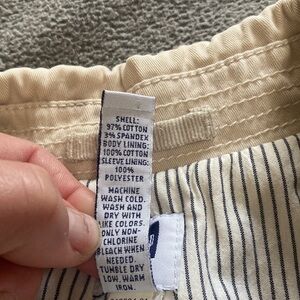 SHELL:
97% COTTON
3% SPANDEX
BODY LINING:
100% COTTON
SLEEVE LINING:
100%
POLYESTER
MACHINE
WASH COLD.
WASH AND
DRY WITH
LIKE COLORS.
ONLY NON-
CHLORINE
BLEACH WHEN
NEEDED.
TUMBLE DRY
LOW, WARM
IRON.